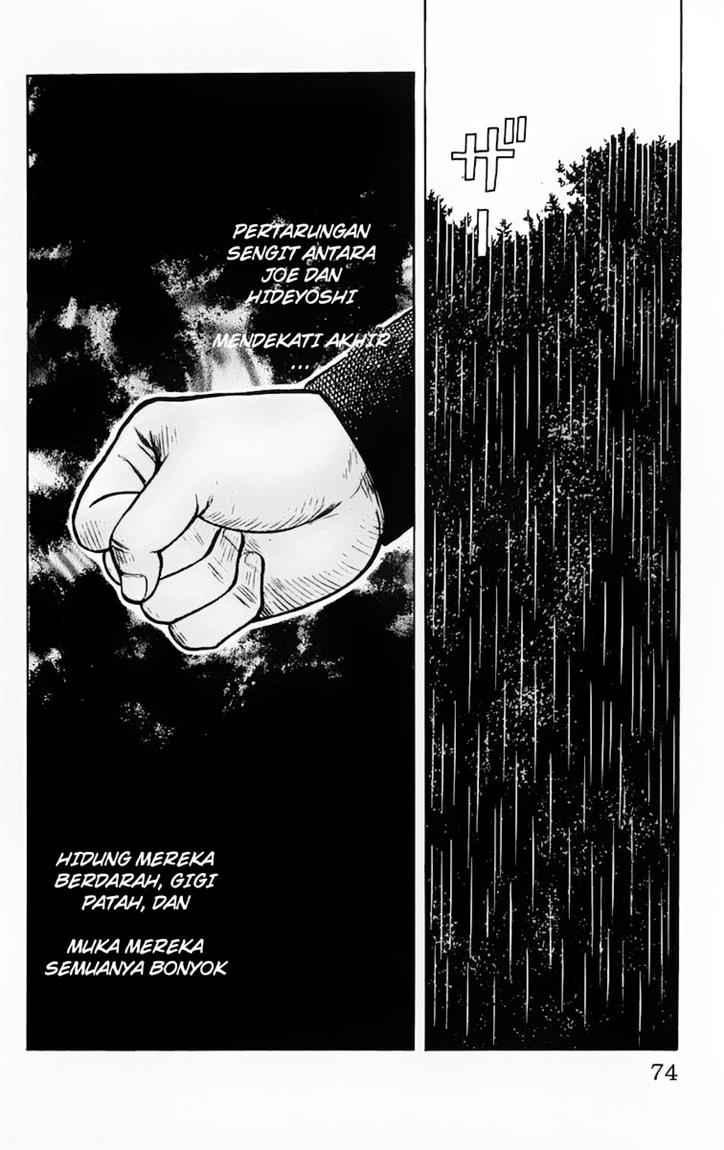 ザー
PERTARUNGAN
SENGIT ANTARA
JOE DAN
HIDEYOSHI
MENDEKATI AKHIR
...
HIDUNG MEREKA
BERDARAH, GIGI
PATAH, DAN
MUKA MEREKA
SEMUANYA BONYOK
74